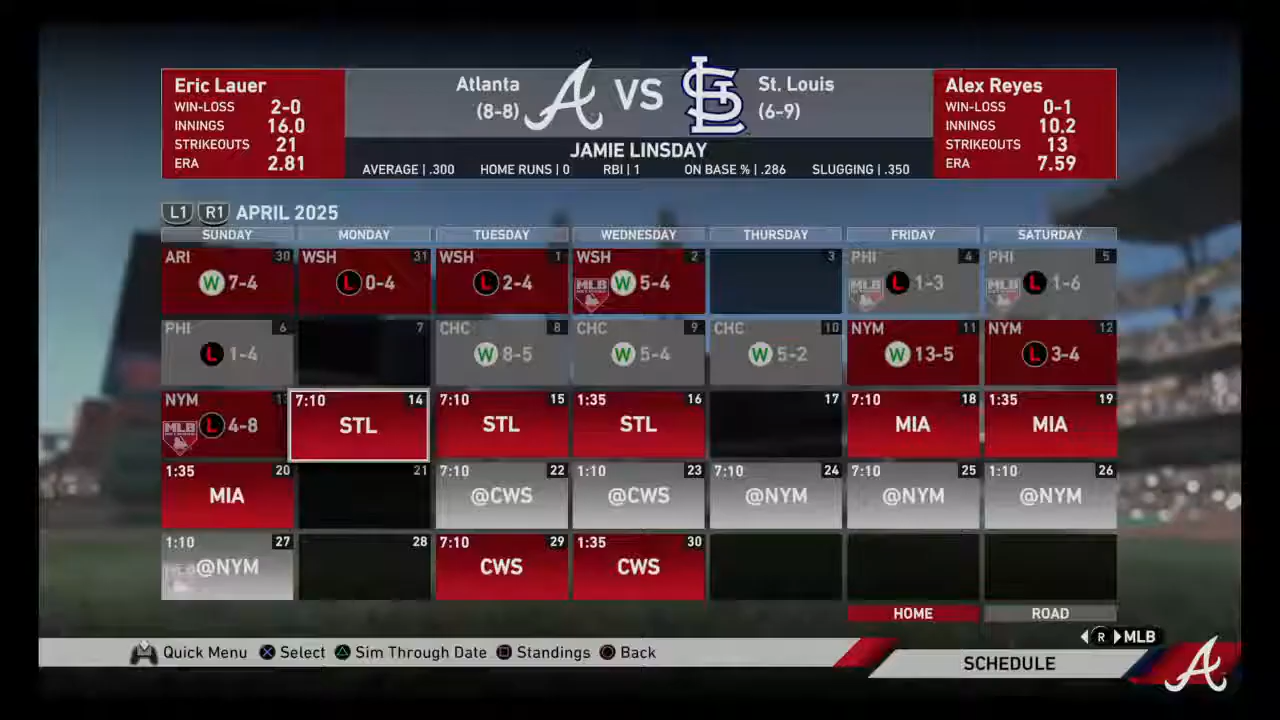 Eric Lauer
WIN-LOSS 2-0
INNINGS 16.0
STRIKEOUTS 21
ERA 2.81
Atlanta
(8-8)
VS
St. Louis
(6-9)
JAMIE LINSDAY
AVERAGE | .300 HOME RUNS | 0 RBI | 1 ON BASE % | .286 SLUGGING | .350
Alex Reyes
WIN-LOSS 0-1
INNINGS 10.2
STRIKEOUTS 13
ERA 7.59
L1 R1 APRIL 2025
SUNDAY MONDAY TUESDAY WEDNESDAY THURSDAY FRIDAY SATURDAY
ARI 30 WSH 31 WSH 1 WSH 2 3 PHI 4 PHI 5
W 7-4 L 0-4 L 2-4 MLB W 5-4 MLB L 1-3 MLB L 1-6
PHI 6 7 CHC 8 CHC 9 CHC 10 NYM 11 NYM 12
L 1-4 W 8-5 W 5-4 W 5-2 W 13-5 L 3-4
NYM 13 7:10 14 7:10 15 1:35 16 17 7:10 18 1:35 19
MLB L 4-8 STL STL STL MIA MIA
1:35 20 21 7:10 22 1:10 23 7:10 24 7:10 25 1:10 26
MIA @CWS @CWS @NYM @NYM @NYM
1:10 27 28 7:10 29 1:35 30
@NYM CWS CWS
HOME ROAD
R MLB
Quick Menu Select Sim Through Date Standings Back
SCHEDULE